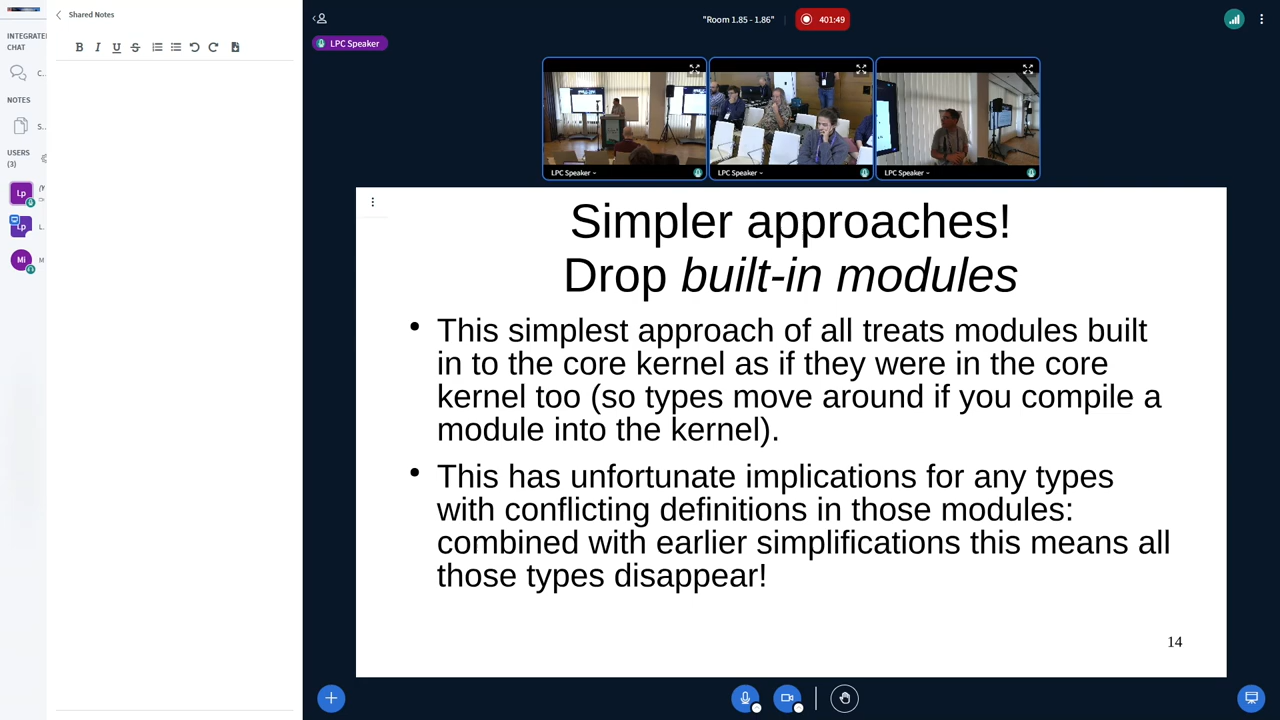 Shared Notes
INTEGRATE
CHAT
C...
NOTES
S...
USERS
(3)
Lp
Lp
L...
Mi
M
B I U S
"Room 1.85 - 1.86"
401:49
LPC Speaker
LPC Speaker
LPC Speaker
LPC Speaker
Simpler approaches!
Drop built-in modules
• This simplest approach of all treats modules built
in to the core kernel as if they were in the core
kernel too (so types move around if you compile a
module into the kernel).
• This has unfortunate implications for any types
with conflicting definitions in those modules:
combined with earlier simplifications this means all
those types disappear!
14